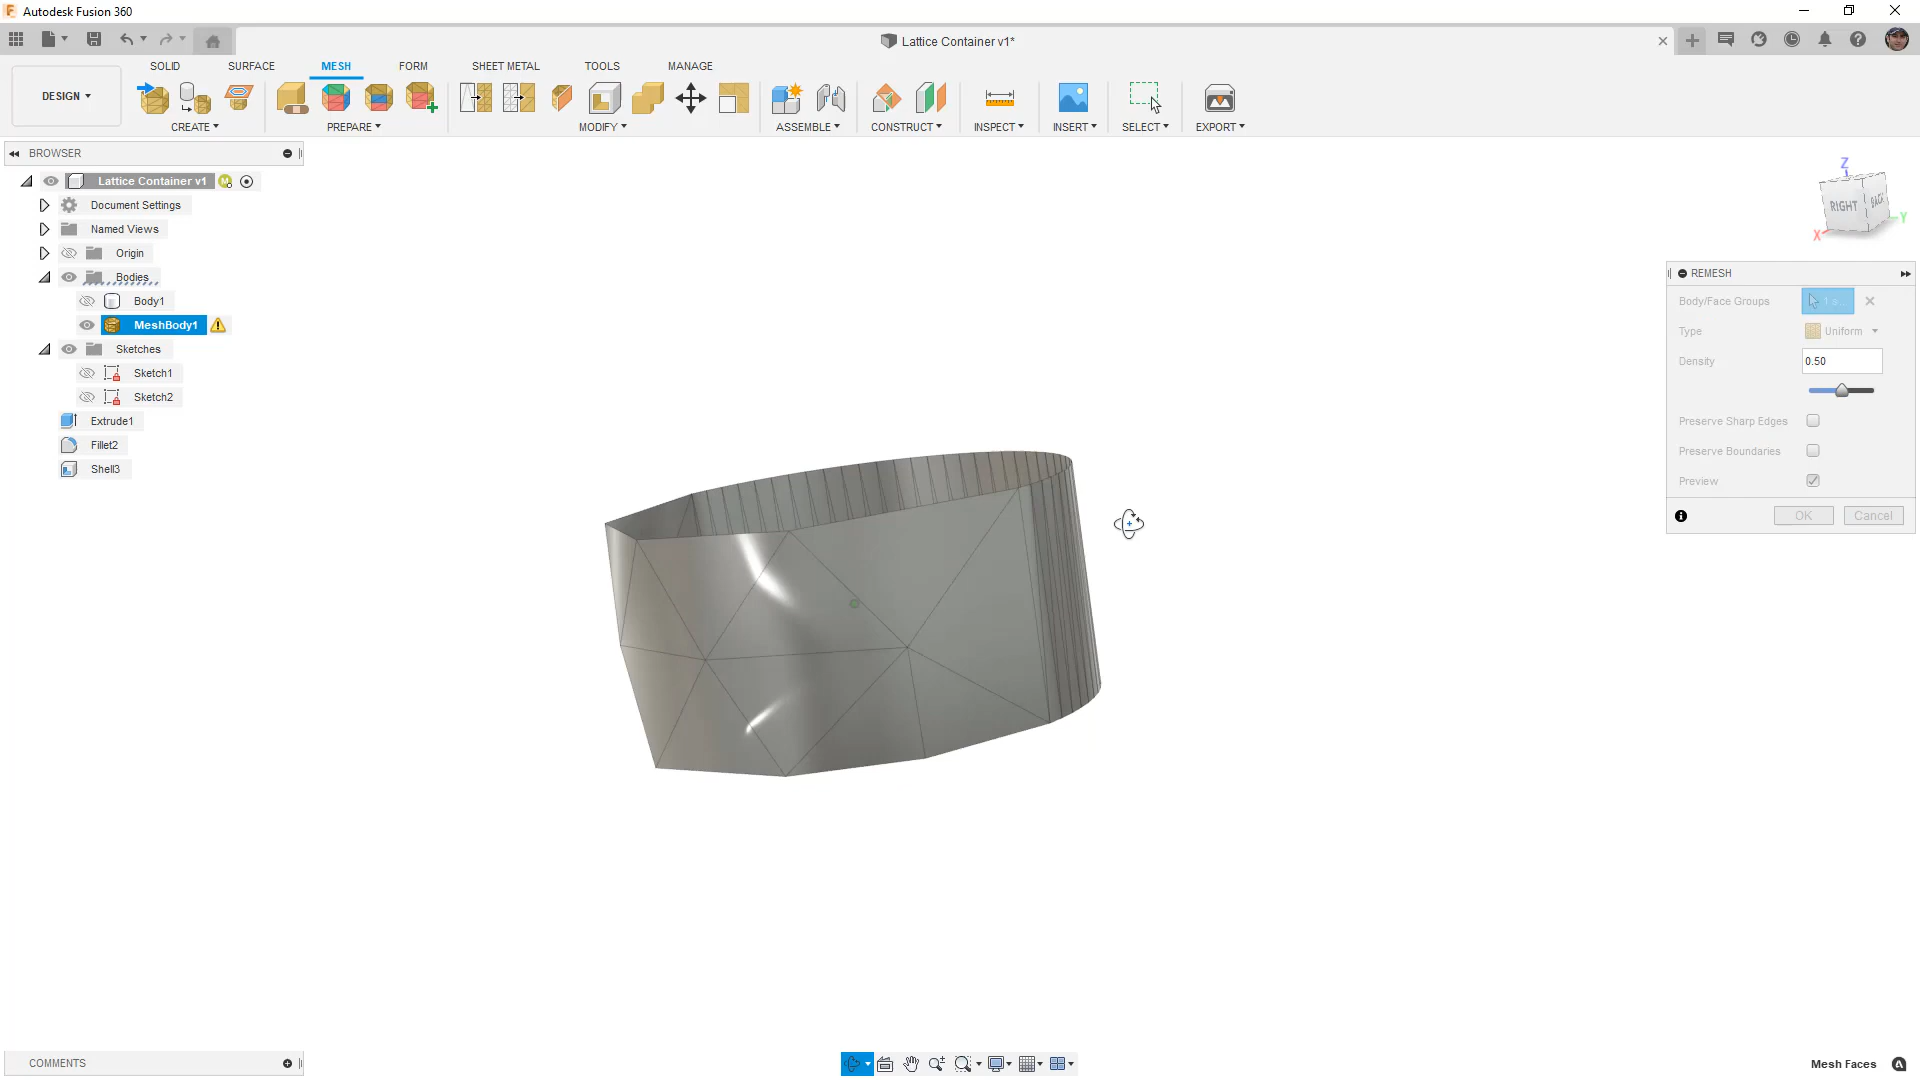 Autodesk Fusion 360
Lattice Container v1*
DESIGN
SOLID
SURFACE
MESH
FORM
SHEET METAL
TOOLS
MANAGE
CREATE
PREPARE
MODIFY
ASSEMBLE
CONSTRUCT
INSPECT
INSERT
SELECT
EXPORT
BROWSER
Lattice Container v1
Document Settings
Named Views
Origin
Bodies
Body1
MeshBody1
Sketches
Sketch1
Sketch2
Extrude1
Fillet2
Shell3
Z
RIGHT
BACK
X
Y
REMESH
Body/Face Groups
Type
Uniform
Density
0.50
Preserve Sharp Edges
Preserve Boundaries
Preview
OK
Cancel
COMMENTS
Mesh Faces